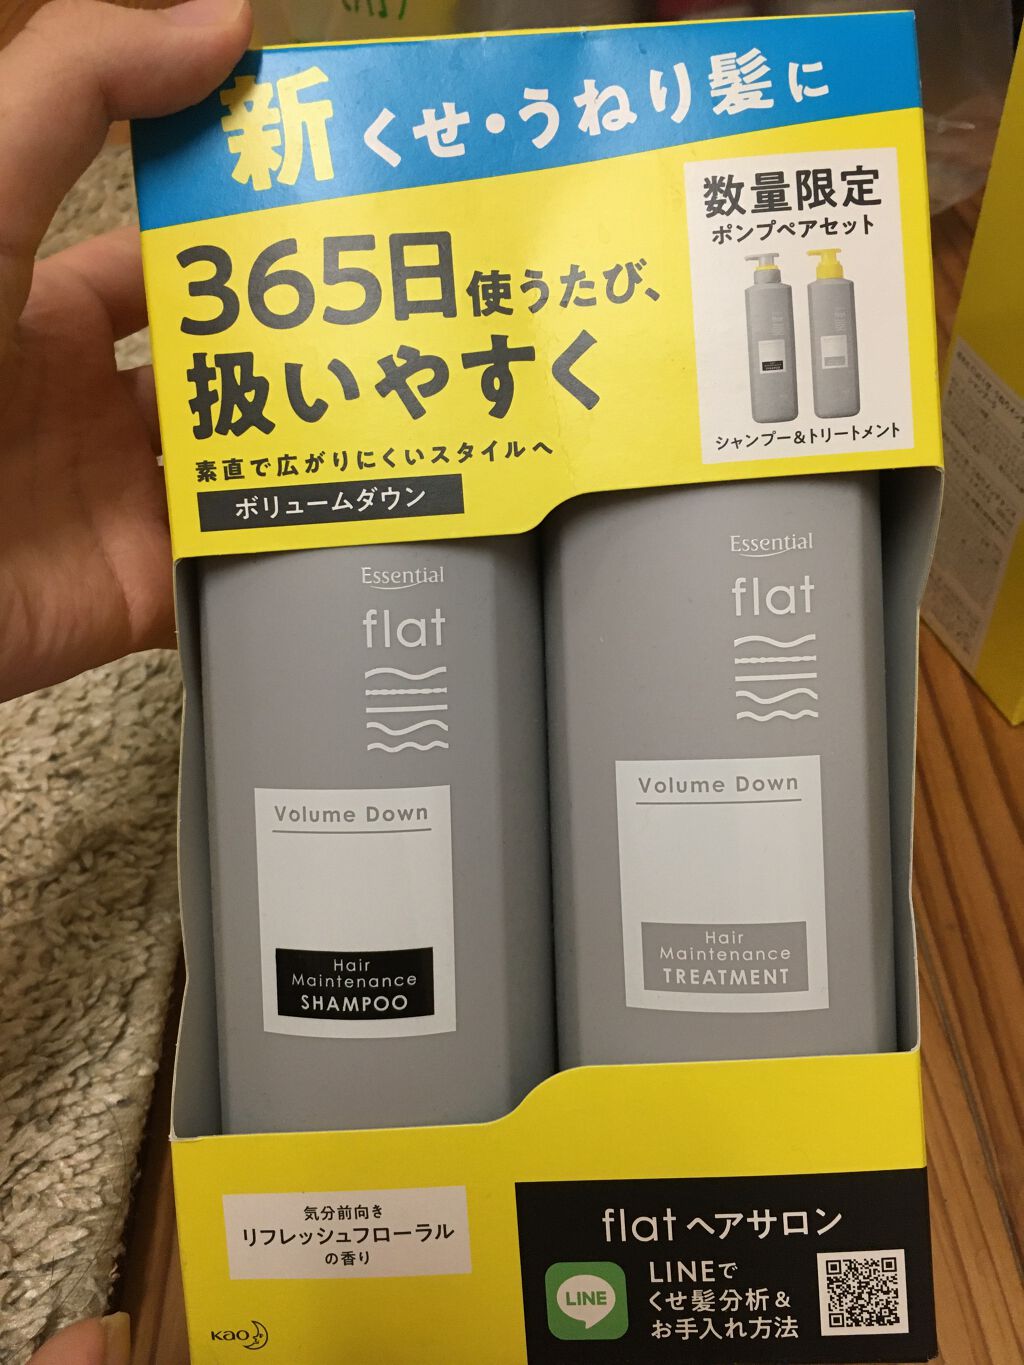 新 くせ・うねり髪に
数量限定
ポンプペアセット
シャンプー&トリートメント
365日使うたび、
扱いやすく
素直で広がりにくいスタイルへ
ボリュームダウン
Essential
flat
Volume Down
Hair
Maintenance
SHAMPOO
Essential
flat
Volume Down
Hair
Maintenance
TREATMENT
気分前向き
リフレッシュフローラル
の香り
Kao
flat ヘアサロン
LINE
LINEで
くせ髪分析&
お手入れ方法